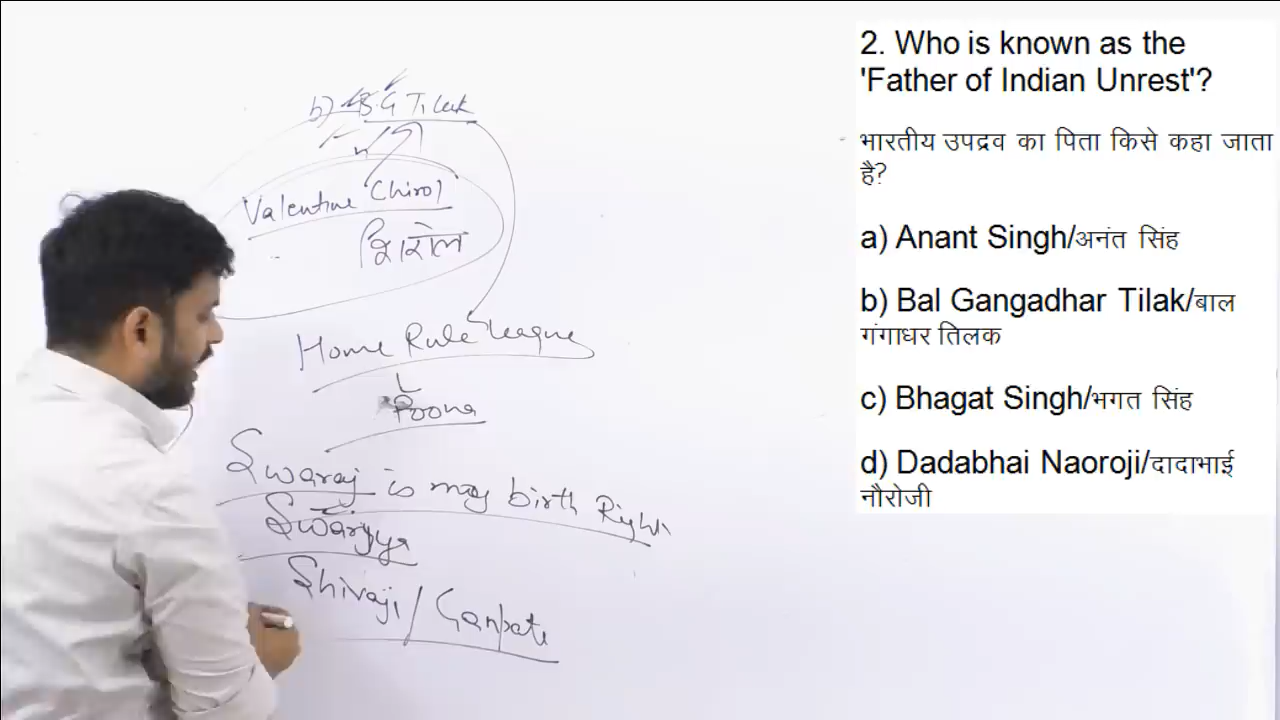 b) B G Tilak
Valentine Chirol
शिरोल
Home Rule League
Poona
Swaraj is may birth Right
Swarajya
Shivaji/Ganpati
2. Who is known as the
'Father of Indian Unrest'?
भारतीय उपद्रव का पिता किसे कहा जाता
है?
a) Anant Singh/अनंत सिंह
b) Bal Gangadhar Tilak/बाल
गंगाधर तिलक
c) Bhagat Singh/भगत सिंह
d) Dadabhai Naoroji/दादाभाई
नौरोजी